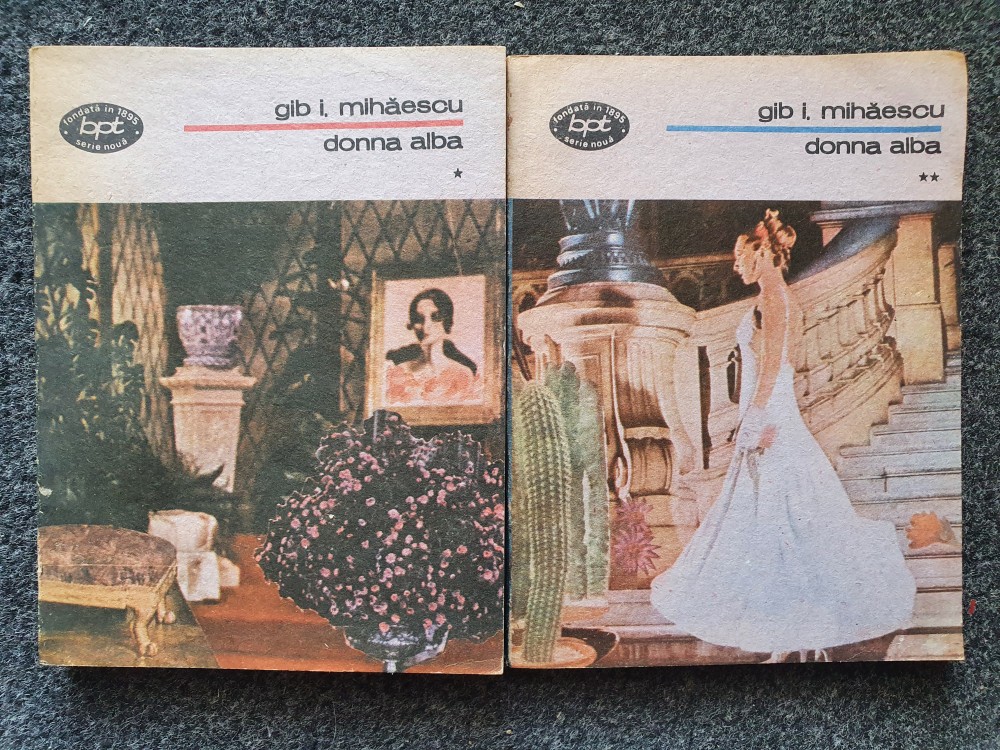 fondată în 1895
bpt
serie nouă
gib i. mihăescu
donna alba
*
fondată în 1895
bpt
serie nouă
gib i. mihăescu
donna alba
**